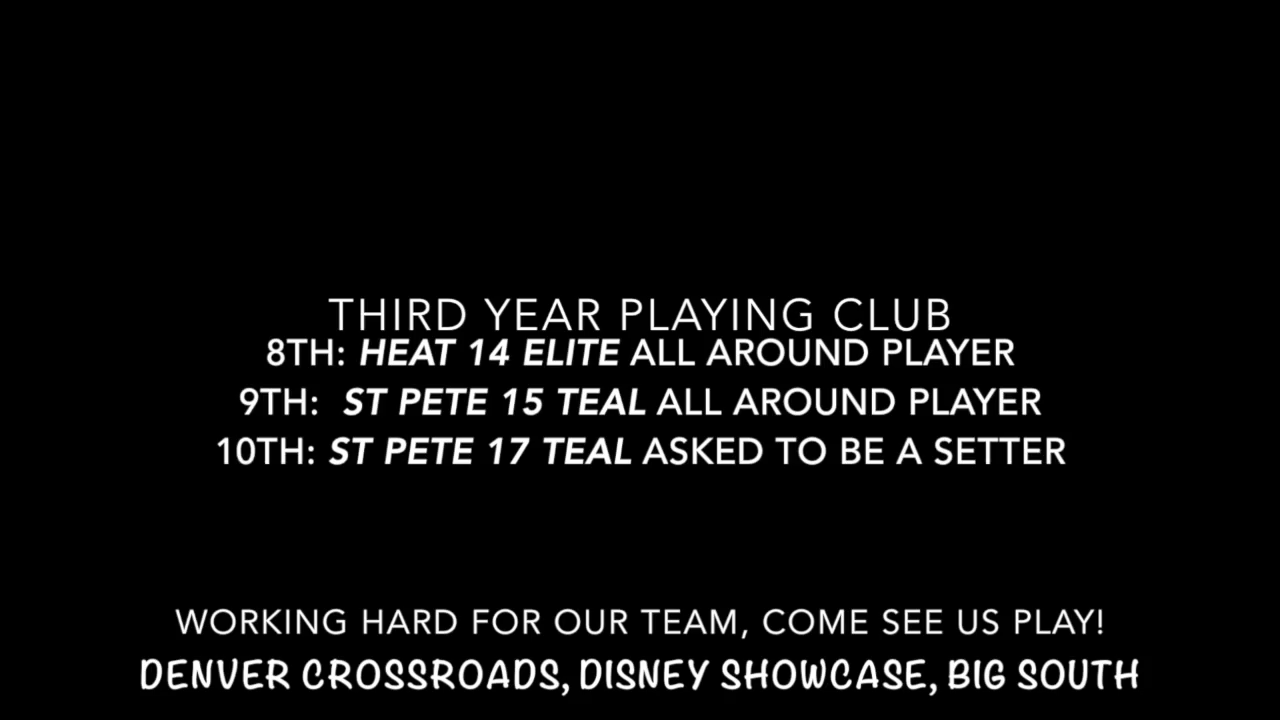 THIRD YEAR PLAYING CLUB
8TH: HEAT 14 ELITE ALL AROUND PLAYER
9TH: ST PETE 15 TEAL ALL AROUND PLAYER
10TH: ST PETE 17 TEAL ASKED TO BE A SETTER
WORKING HARD FOR OUR TEAM, COME SEE US PLAY!
DENVER CROSSROADS, DISNEY SHOWCASE, BIG SOUTH